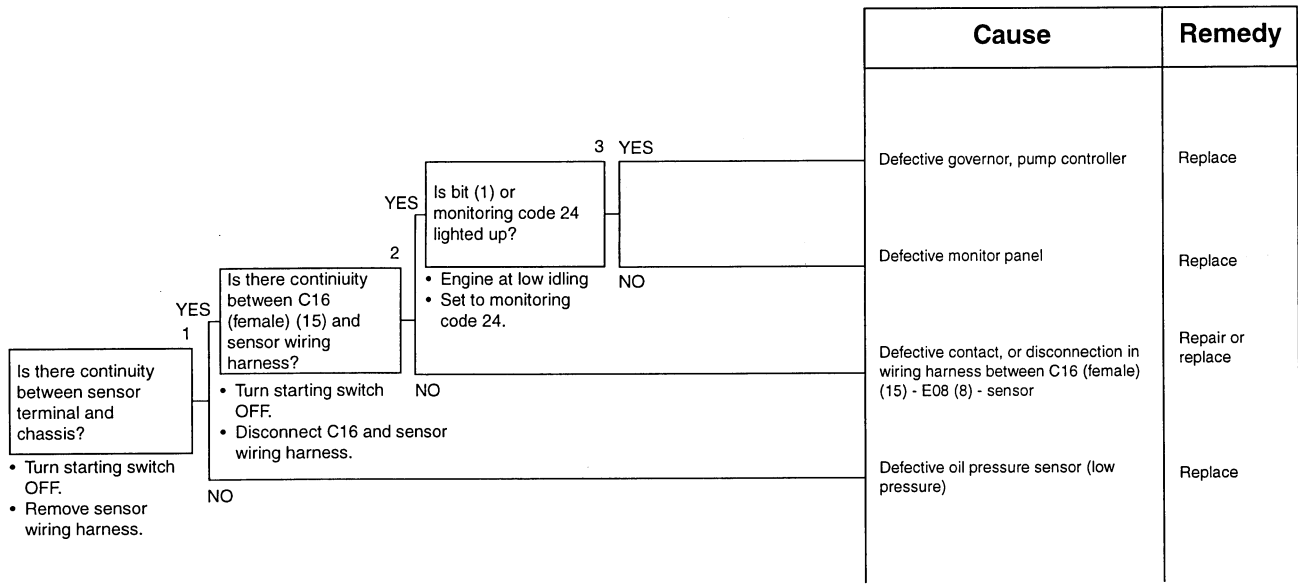 Cause
Remedy
3 YES
Defective governor, pump controller
Replace
YES
Is bit (1) or
monitoring code 24
lighted up?
2
Defective monitor panel
Replace
NO
• Engine at low idling
• Set to monitoring
code 24.
YES
1
Is there continiuity
between C16
(female) (15) and
sensor wiring
harness?
Defective contact, or disconnection in
wiring harness between C16 (female)
(15) - E08 (8) - sensor
Repair or
replace
NO
• Turn starting switch
OFF.
• Disconnect C16 and sensor
wiring harness.
Is there continuity
between sensor
terminal and
chassis?
Defective oil pressure sensor (low
pressure)
Replace
NO
• Turn starting switch
OFF.
• Remove sensor
wiring harness.